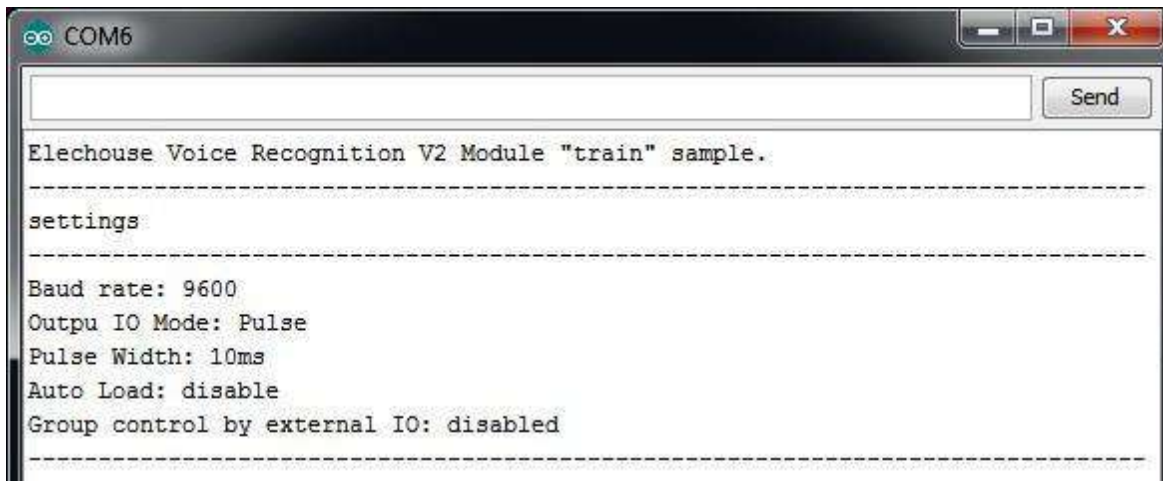 COM6
Send
Elechouse Voice Recognition V2 Module "train" sample.
--------------------------------------------------------------------------------
settings
--------------------------------------------------------------------------------
Baud rate: 9600
Outpu IO Mode: Pulse
Pulse Width: 10ms
Auto Load: disable
Group control by external IO: disabled
--------------------------------------------------------------------------------